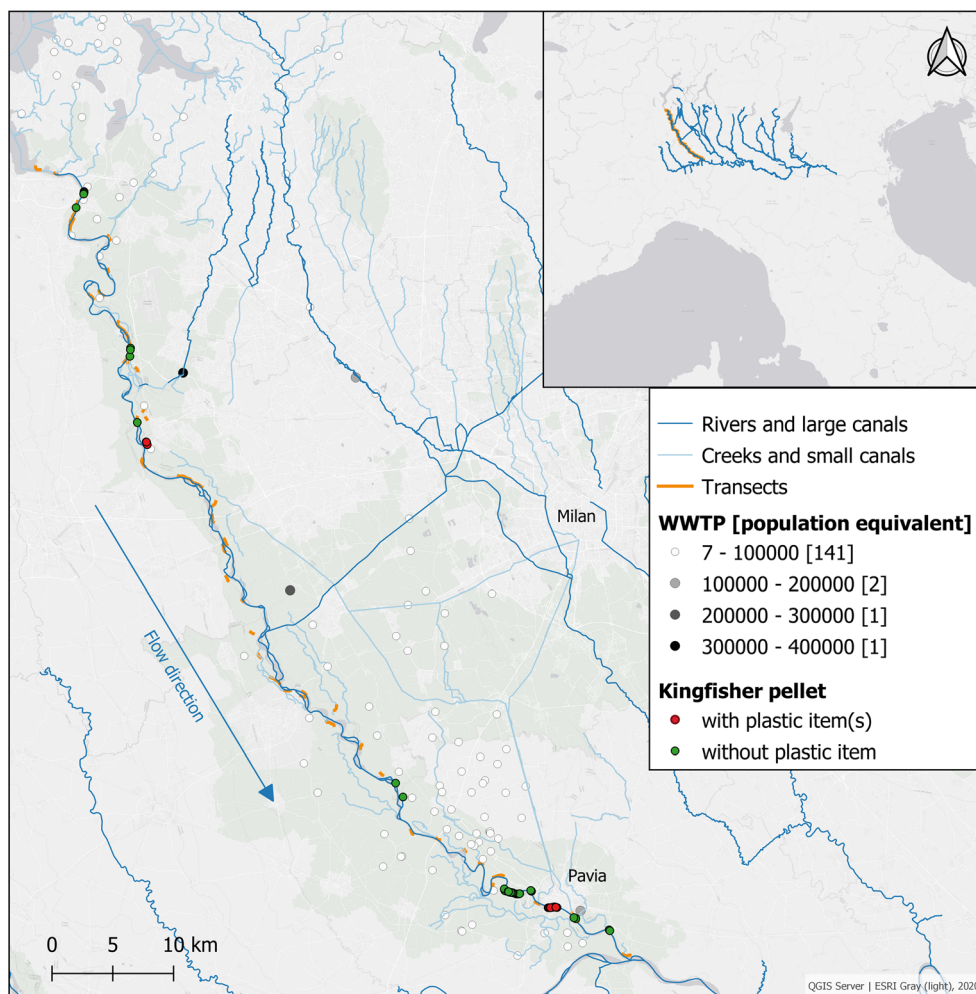 Rivers and large canals
Creeks and small canals
Transects
WWTP [population equivalent]
7 - 100000 [141]
100000 - 200000 [2]
200000 - 300000 [1]
300000 - 400000 [1]
Kingfisher pellet
with plastic item(s)
without plastic item
Milan
Flow direction
Pavia
0 5 10 km
QGIS Server | ESRI Gray (light), 202